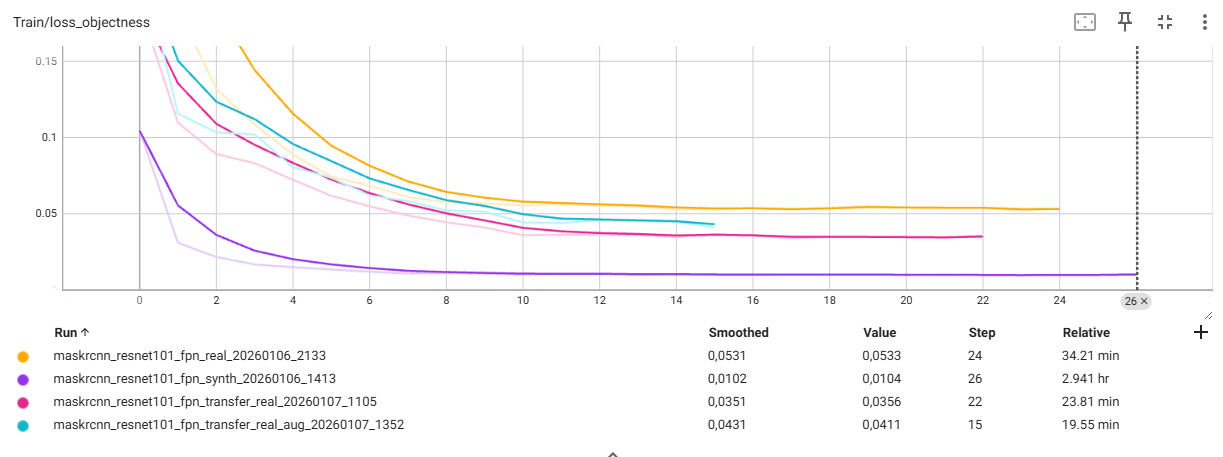 Train/loss_objectness
0.15
0.1
0.05
0 2 4 6 8 10 12 14 16 18 20 22 24 26 ×
Run ↑ Smoothed Value Step Relative
maskrcnn_resnet101_fpn_real_20260106_2133 0,0531 0,0533 24 34.21 min
maskrcnn_resnet101_fpn_synth_20260106_1413 0,0102 0,0104 26 2.941 hr
maskrcnn_resnet101_fpn_transfer_real_20260107_1105 0,0351 0,0356 22 23.81 min
maskrcnn_resnet101_fpn_transfer_real_aug_20260107_1352 0,0431 0,0411 15 19.55 min